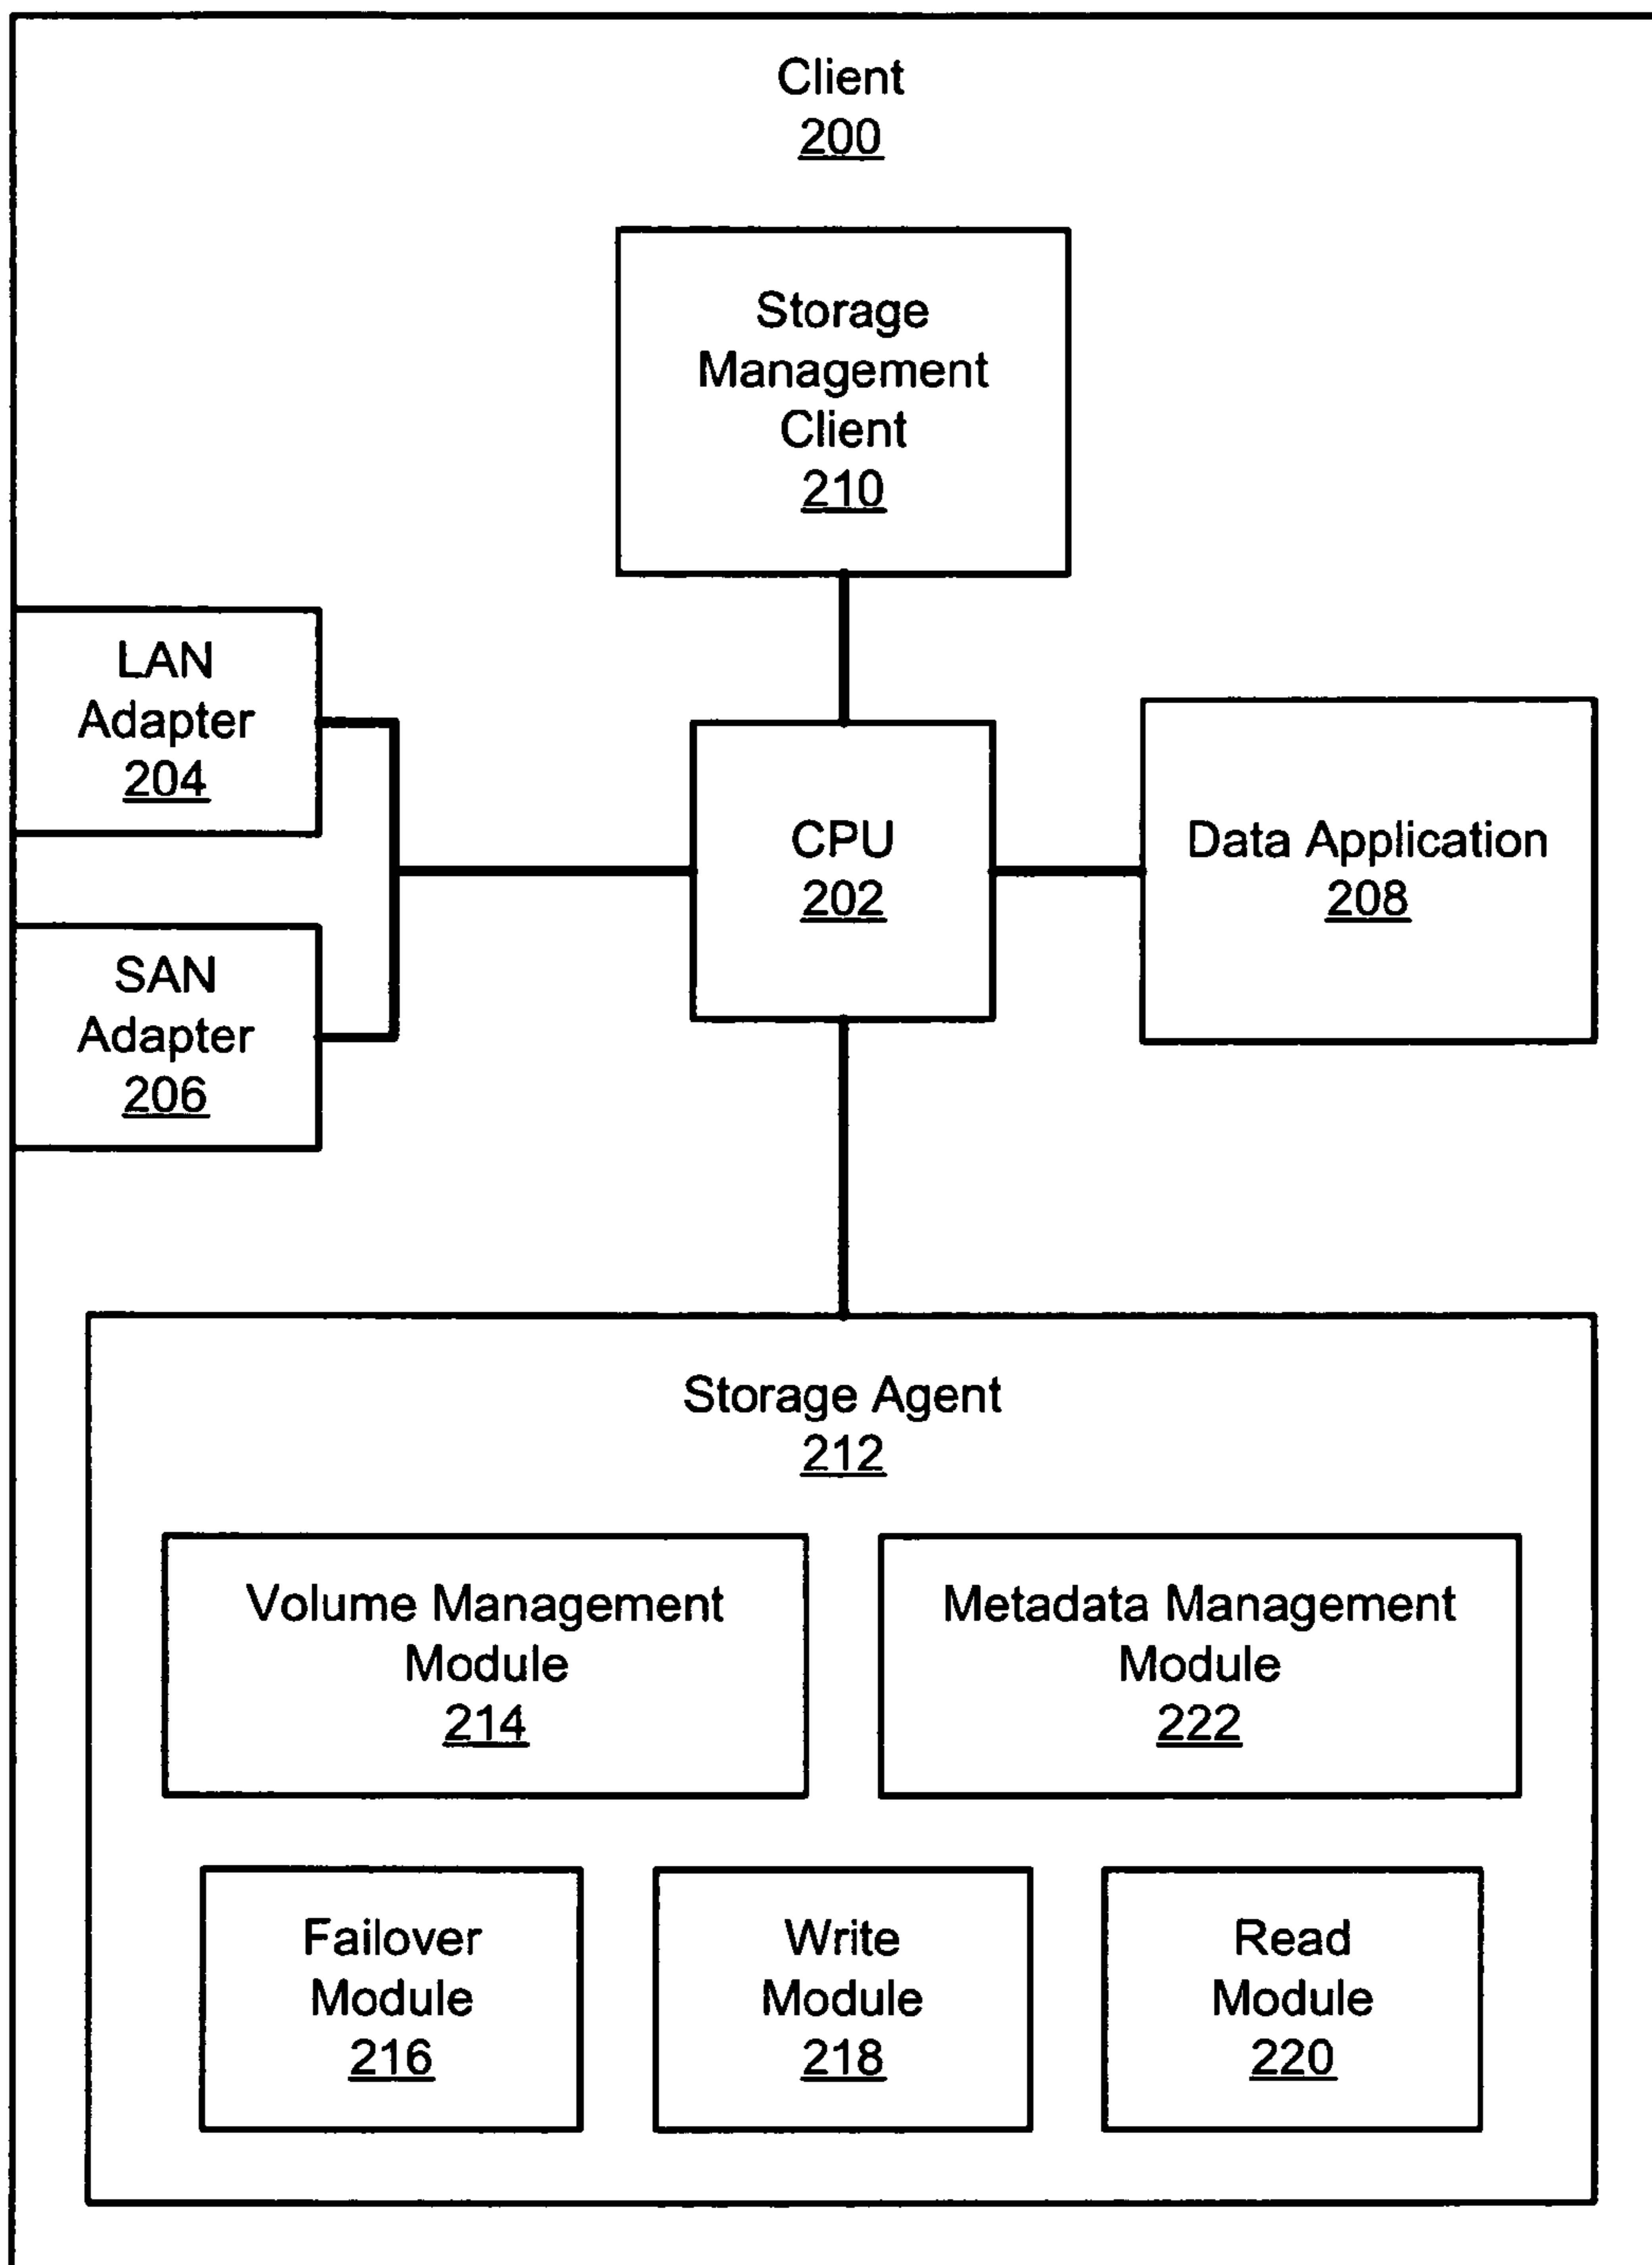 Client
200
Storage
Management
Client
210
LAN
Adapter
204
CPU
202
Data Application
208
SAN
Adapter
206
Storage Agent
212
Volume Management
Module
214
Metadata Management
Module
222
Failover
Module
216
Write
Module
218
Read
Module
220